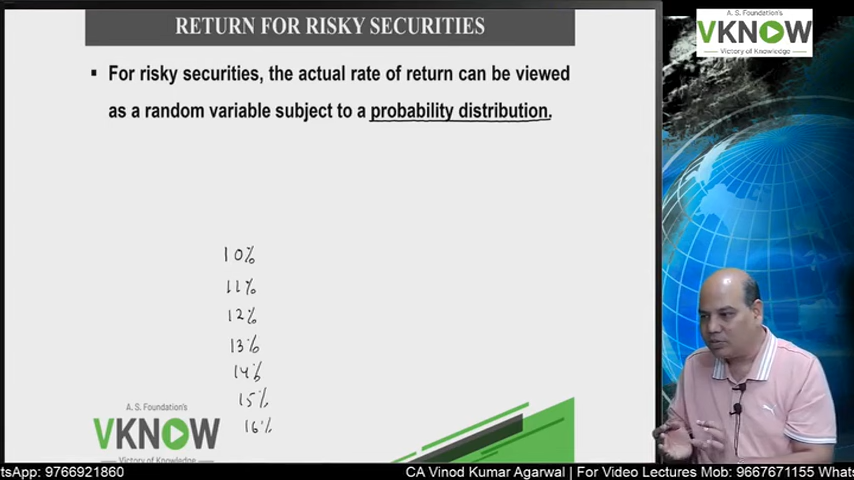 RETURN FOR RISKY SECURITIES
A. S. Foundation's
VKNOW
Victory of Knowledge
▪ For risky securities, the actual rate of return can be viewed
as a random variable subject to a probability distribution.
10%
11%
12%
13%
14%
15%
16%
A. S. Foundation's
VKNOW
Victory of Knowledge
tsApp: 9766921860
CA Vinod Kumar Agarwal | For Video Lectures Mob: 9667671155 Whats